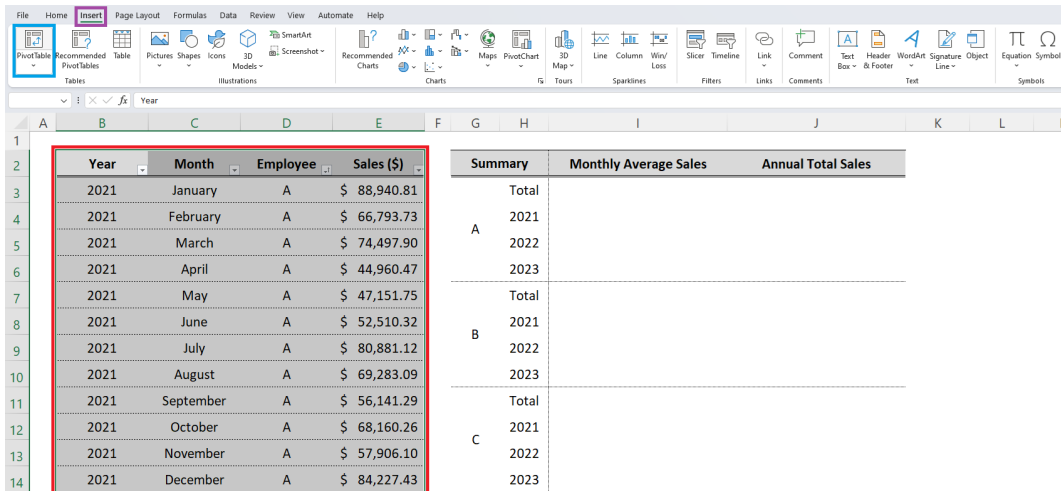 File Home Insert Page Layout Formulas Data Review View Automate Help
PivotTable Recommended PivotTables Table Pictures Shapes Icons 3D Models SmartArt Screenshot Recommended Charts Maps PivotChart 3D Map Line Column Win/Loss Slicer Timeline Link Comment Text Box Header & Footer WordArt Signature Line Object Equation Symbol
Tables Illustrations Charts Tours Sparklines Filters Links Comments Text Symbols
fx Year
A B C D E F G H I J K L
1
2 Year Month Employee Sales ($) Summary Monthly Average Sales Annual Total Sales
3 2021 January A $ 88,940.81 Total
4 2021 February A $ 66,793.73 2021
A
5 2021 March A $ 74,497.90 2022
6 2021 April A $ 44,960.47 2023
7 2021 May A $ 47,151.75 Total
8 2021 June A $ 52,510.32 2021
B
9 2021 July A $ 80,881.12 2022
10 2021 August A $ 69,283.09 2023
11 2021 September A $ 56,141.29 Total
12 2021 October A $ 68,160.26 2021
C
13 2021 November A $ 57,906.10 2022
14 2021 December A $ 84,227.43 2023